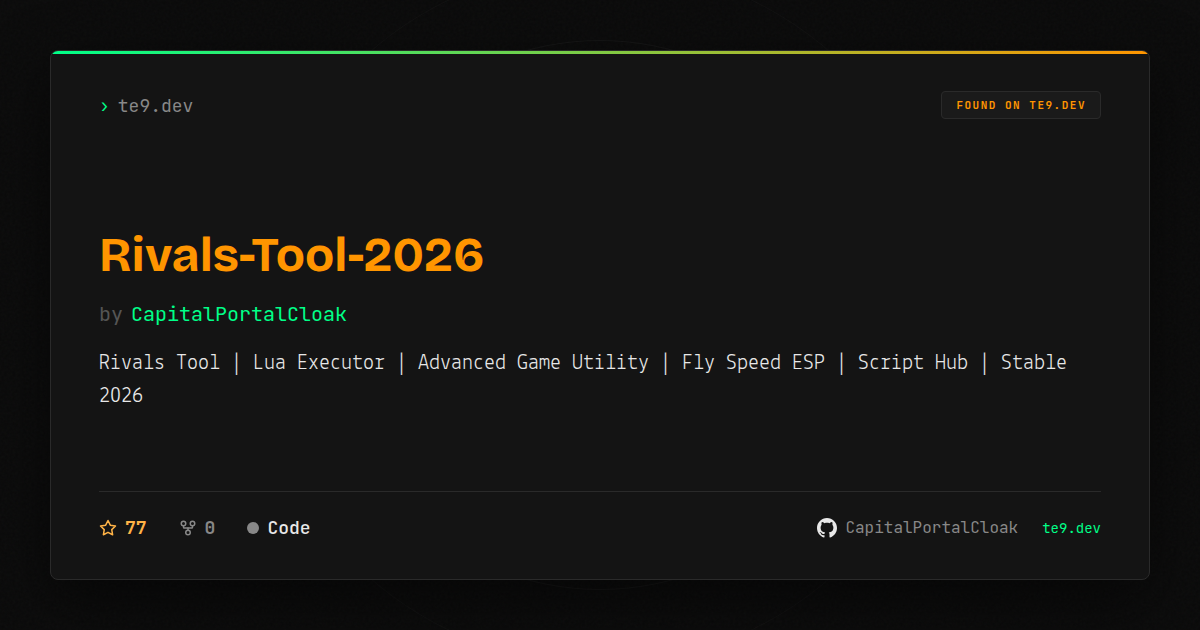 › te9.dev
FOUND ON TE9.DEV
Rivals-Tool-2026
by CapitalPortalCloak
Rivals Tool | Lua Executor | Advanced Game Utility | Fly Speed ESP | Script Hub | Stable
2026
77 0 Code
CapitalPortalCloak te9.dev